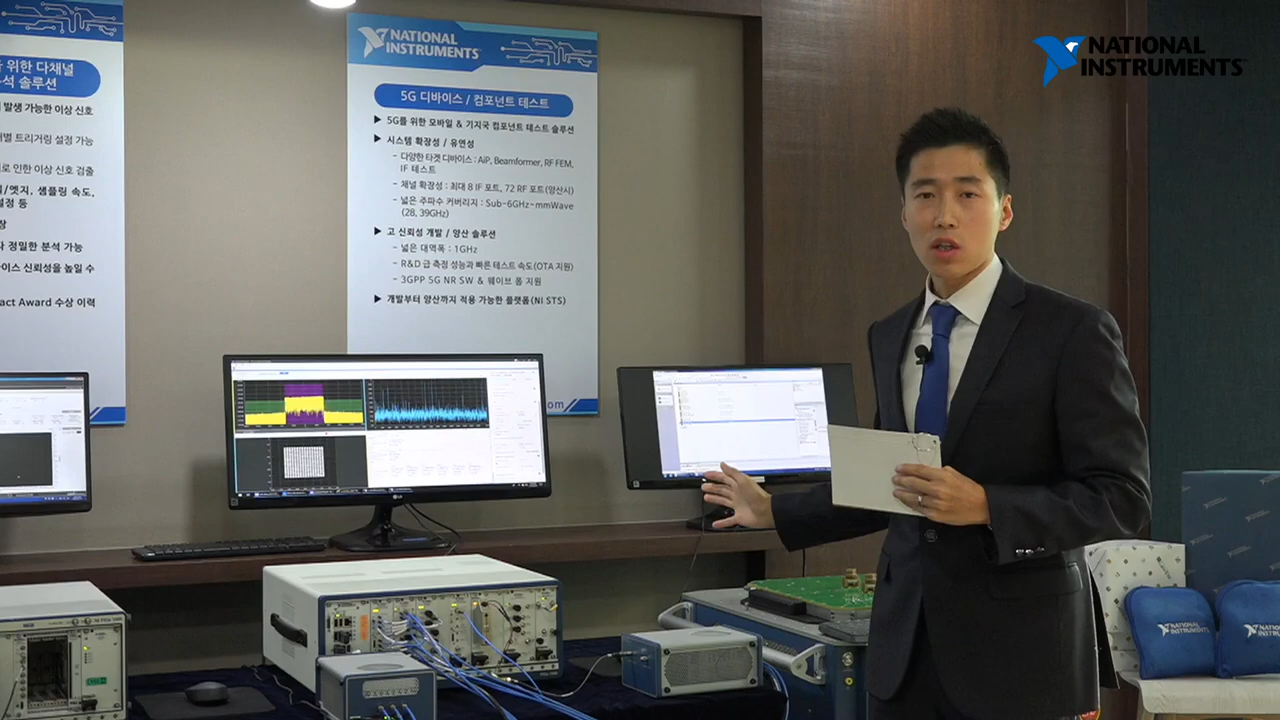 를 위한 다채널
석 솔루션
발생 가능한 이상 신호
별 트리거링 설정 가능
로 인한 이상 신호 검출
/엣지, 샘플링 속도,
설정 등
장
정밀한 분석 가능
이스 신뢰성을 높일 수
act Award 수상 이력
NATIONAL
INSTRUMENTS
5G 디바이스 / 컴포넌트 테스트
▶ 5G를 위한 모바일 & 기지국 컴포넌트 테스트 솔루션
▶ 시스템 확장성 / 유연성
- 다양한 타겟 디바이스 : AiP, Beamformer, RF FEM,
IF 테스트
- 채널 확장성 : 최대 8 IF 포트, 72 RF 포트(양산시)
- 넓은 주파수 커버리지 : Sub-6GHz~mmWave
(28, 39GHz)
▶ 고 신뢰성 개발 / 양산 솔루션
- 넓은 대역폭 : 1GHz
- R&D 급 측정 성능과 빠른 테스트 속도(OTA 지원)
- 3GPP 5G NR SW & 웨이브 폼 지원
▶ 개발부터 양산까지 적용 가능한 플랫폼(NI STS)
com
NATIONAL
INSTRUMENTS
LG
NATIONAL
INSTRUMENTS
NATIONAL
INSTRUMENTS